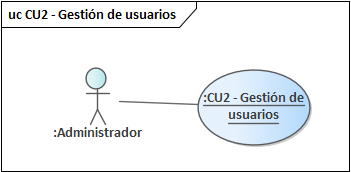 uc CU2 - Gestión de usuarios
:CU2 - Gestión de
usuarios
:Administrador